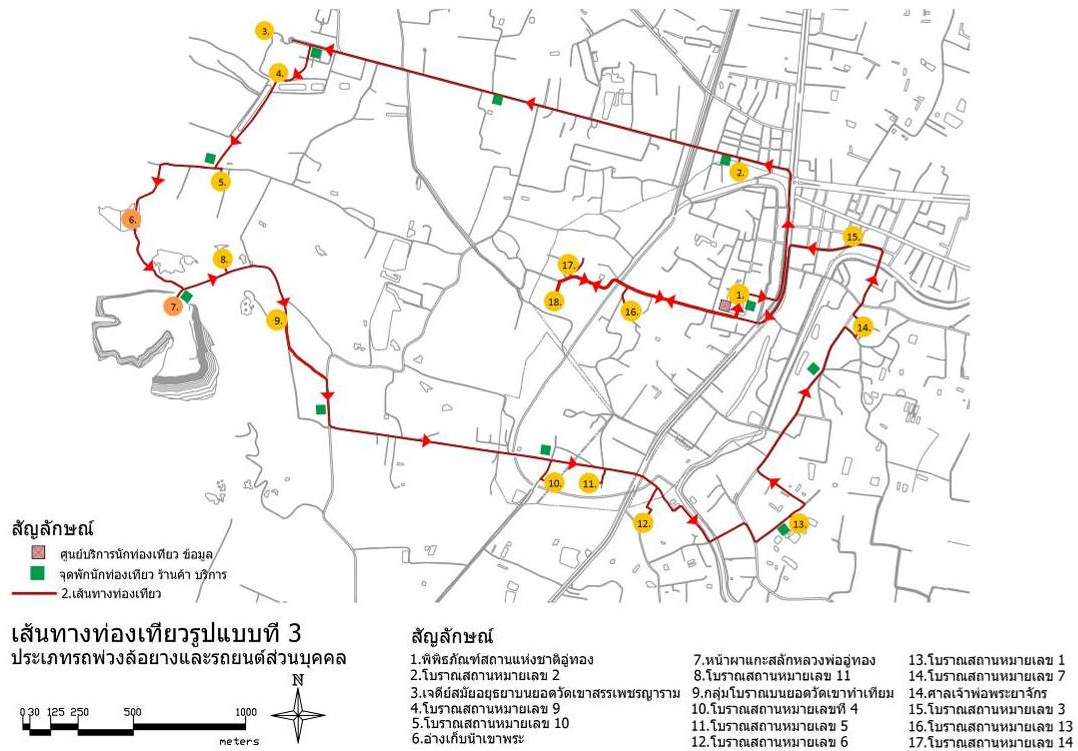 3.
4.
2.
5.
6.
15.
8.
17.
1.
18.
7.
16.
9.
14.
10.
11.
12.
13.
สัญลักษณ์
ศูนย์บริการนักท่องเทียว ข้อมูล
จุดพักนักท่องเทียว ร้านค้า บริการ
2.เส้นทางท่องเทียว
เส้นทางท่องเทียวรูปแบบที 3
ประเภทรถพ่วงล้อยางและรถยนต์ส่วนบุคคล
N
0 30 125 250 500 1000
meters
สัญลักษณ์
1.พิพิธภัณฑ์สถานแห่งชาติอู่ทอง
2.โบราณสถานหมายเลข 2
3.เจดีย์สมัยอยุธยาบนยอดวัดเขาสรรเพชรญาราม
4.โบราณสถานหมายเลข 9
5.โบราณสถานหมายเลข 10
6.อ่างเก็บน้าเขาพระ
7.หน้าผาแกะสลักหลวงพ่ออู่ทอง
8.โบราณสถานหมายเลข 11
9.กลุ่มโบราณบนยอดวัดเขาทำเทียม
10.โบราณสถานหมายเลขที 4
11.โบราณสถานหมายเลข 5
12.โบราณสถานหมายเลข 6
13.โบราณสถานหมายเลข 1
14.โบราณสถานหมายเลข 7
14.ศาลเจ้าพ่อพระยาจักร
15.โบราณสถานหมายเลข 3
16.โบราณสถานหมายเลข 13
17.โบราณสถานหมายเลข 14